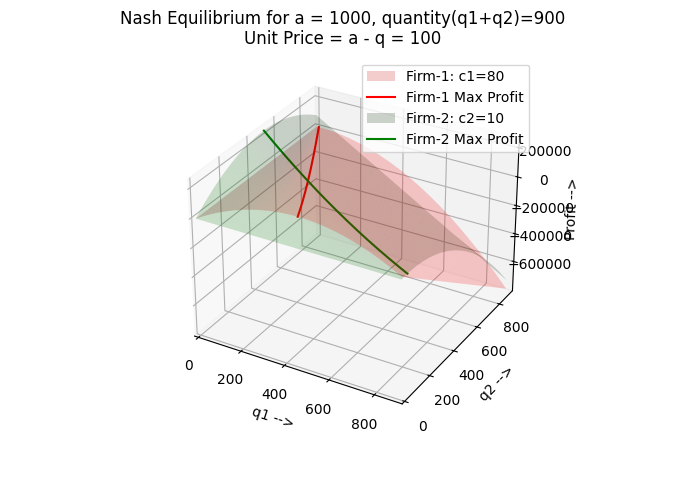 Nash Equilibrium for a = 1000, quantity(q1+q2)=900
Unit Price = a - q = 100
Firm-1: c1=80
Firm-1 Max Profit
Firm-2: c2=10
Firm-2 Max Profit
200000
0
−200000
−400000
−600000
Profit -->
0
200
400
600
800
q1 -->
0
200
400
600
800
q2 -->